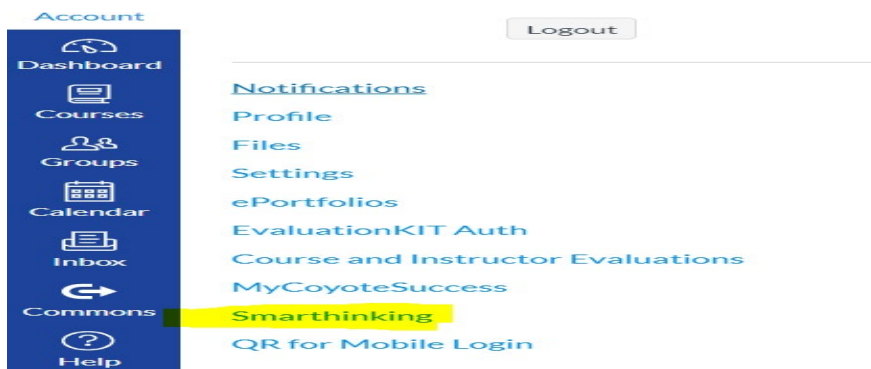 Account
Dashboard
Courses
Groups
Calendar
Inbox
Commons
Help
Logout
Notifications
Profile
Files
Settings
ePortfolios
EvaluationKIT Auth
Course and Instructor Evaluations
MyCoyoteSuccess
Smarthinking
QR for Mobile Login